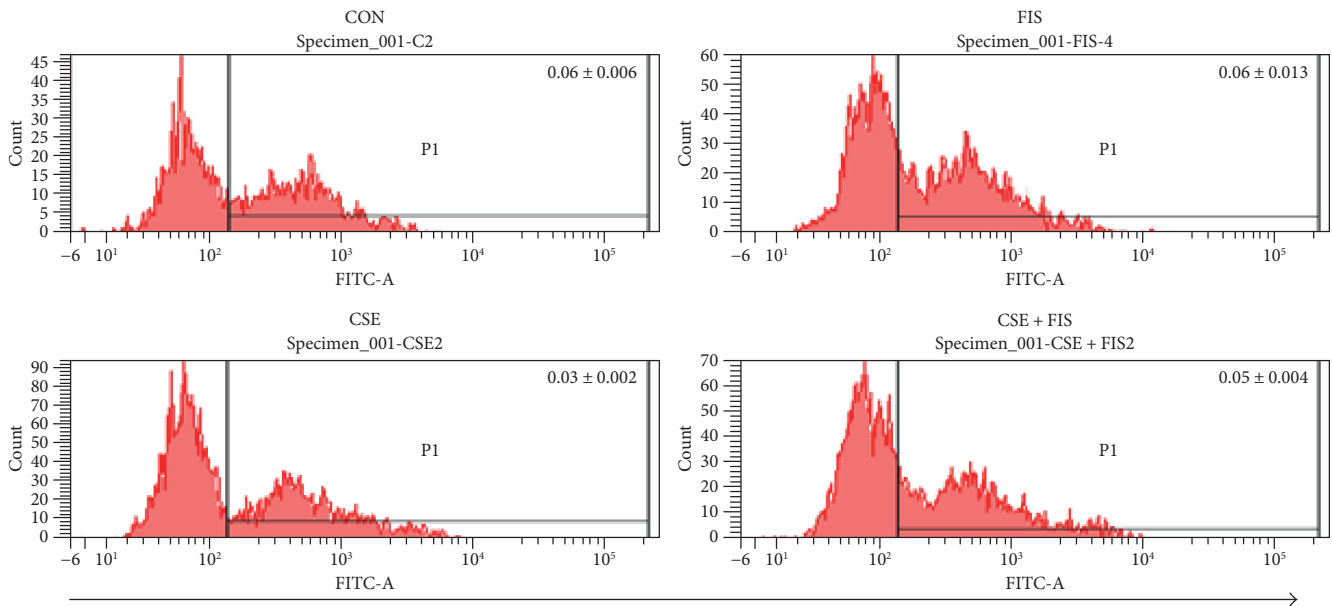 CON
Specimen_001-C2
45
40
35
30
25
20
15
10
5
0
Count
0.06 ± 0.006
P1
−6 10¹ 10² 10³ 10⁴ 10⁵
FITC-A
FIS
Specimen_001-FIS-4
60
50
40
30
20
10
0
Count
0.06 ± 0.013
P1
−6 10¹ 10² 10³ 10⁴ 10⁵
FITC-A
CSE
Specimen_001-CSE2
90
80
70
60
50
40
30
20
10
0
Count
0.03 ± 0.002
P1
−6 10¹ 10² 10³ 10⁴ 10⁵
FITC-A
CSE + FIS
Specimen_001-CSE + FIS2
70
60
50
40
30
20
10
0
Count
0.05 ± 0.004
P1
−6 10¹ 10² 10³ 10⁴ 10⁵
FITC-A